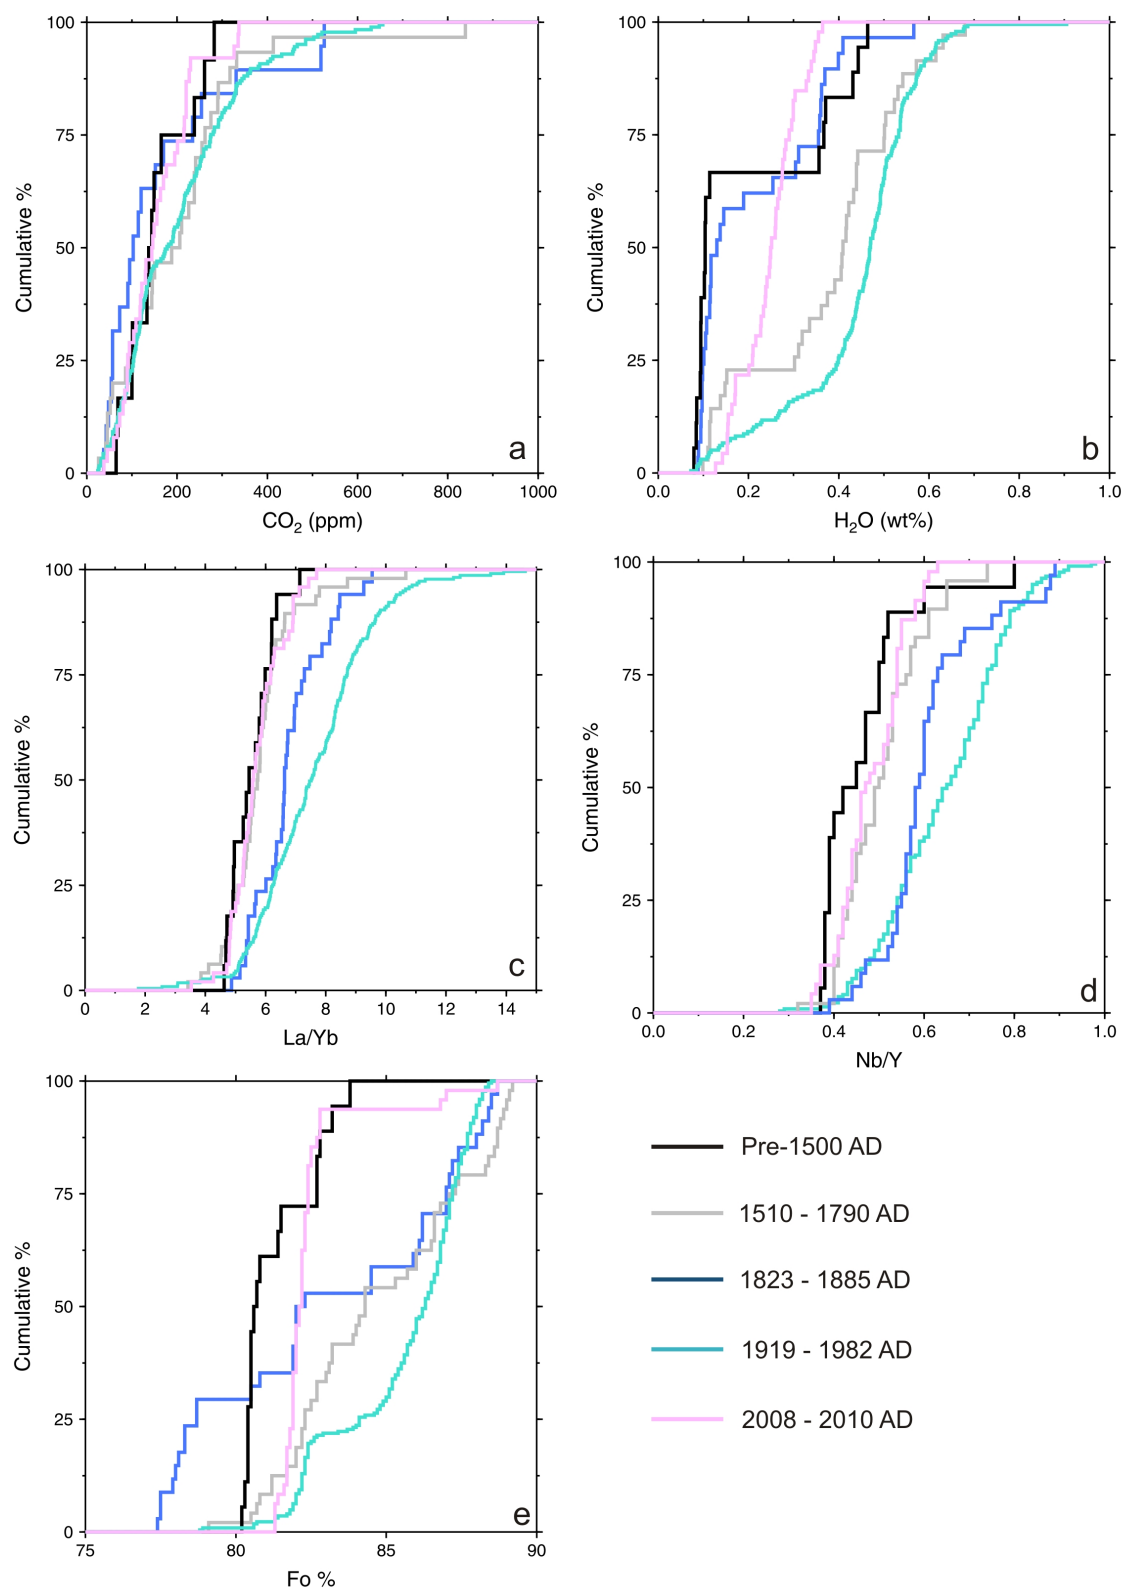 100
75
50
25
0
Cumulative %
0
200
400
600
800
1000
CO2 (ppm)
a
100
75
50
25
0
Cumulative %
0.0
0.2
0.4
0.6
0.8
1.0
H2O (wt%)
b
100
75
50
25
0
Cumulative %
0
2
4
6
8
10
12
14
La/Yb
c
100
75
50
25
0
Cumulative %
0.0
0.2
0.4
0.6
0.8
1.0
Nb/Y
d
100
75
50
25
0
Cumulative %
75
80
85
90
Fo %
e
Pre-1500 AD
1510 - 1790 AD
1823 - 1885 AD
1919 - 1982 AD
2008 - 2010 AD